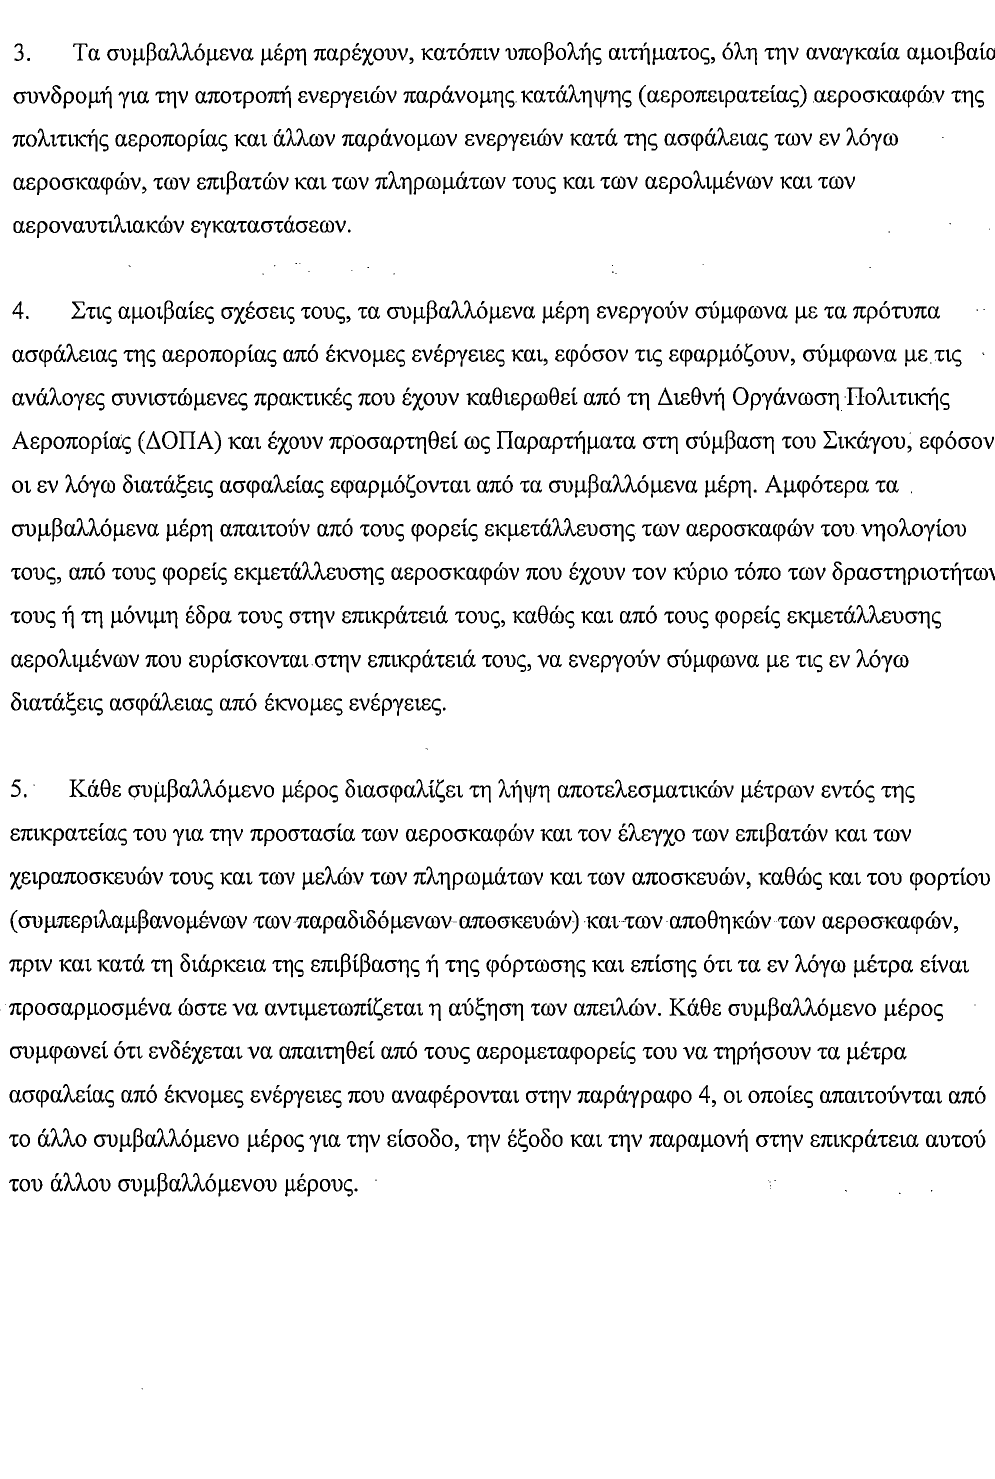 3. Τα συμβαλλόμενα μέρη παρέχουν, κατόπιν υποβολής αιτήματος, όλη την αναγκαία αμοιβαία
συνδρομή για την αποτροπή ενεργειών παράνομης κατάληψης (αεροπειρατείας) αεροσκαφών της
πολιτικής αεροπορίας και άλλων παράνομων ενεργειών κατά της ασφάλειας των εν λόγω
αεροσκαφών, των επιβατών και των πληρωμάτων τους και των αερολιμένων και των
αεροναυτιλιακών εγκαταστάσεων.
4. Στις αμοιβαίες σχέσεις τους, τα συμβαλλόμενα μέρη ενεργούν σύμφωνα με τα πρότυπα
ασφάλειας της αεροπορίας από έκνομες ενέργειες και, εφόσον τις εφαρμόζουν, σύμφωνα με τις
ανάλογες συνιστώμενες πρακτικές που έχουν καθιερωθεί από τη Διεθνή Οργάνωση Πολιτικής
Αεροπορίας (ΔΟΠΑ) και έχουν προσαρτηθεί ως Παραρτήματα στη σύμβαση του Σικάγου, εφόσον
οι εν λόγω διατάξεις ασφαλείας εφαρμόζονται από τα συμβαλλόμενα μέρη. Αμφότερα τα
συμβαλλόμενα μέρη απαιτούν από τους φορείς εκμετάλλευσης των αεροσκαφών του νηολογίου
τους, από τους φορείς εκμετάλλευσης αεροσκαφών που έχουν τον κύριο τόπο των δραστηριοτήτων
τους ή τη μόνιμη έδρα τους στην επικράτειά τους, καθώς και από τους φορείς εκμετάλλευσης
αερολιμένων που ευρίσκονται στην επικράτειά τους, να ενεργούν σύμφωνα με τις εν λόγω
διατάξεις ασφάλειας από έκνομες ενέργειες.
5. Κάθε συμβαλλόμενο μέρος διασφαλίζει τη λήψη αποτελεσματικών μέτρων εντός της
επικρατείας του για την προστασία των αεροσκαφών και τον έλεγχο των επιβατών και των
χειραποσκευών τους και των μελών των πληρωμάτων και των αποσκευών, καθώς και του φορτίου
(συμπεριλαμβανομένων των παραδιδόμενων αποσκευών) και των αποθηκών των αεροσκαφών,
πριν και κατά τη διάρκεια της επιβίβασης ή της φόρτωσης και επίσης ότι τα εν λόγω μέτρα είναι
προσαρμοσμένα ώστε να αντιμετωπίζεται η αύξηση των απειλών. Κάθε συμβαλλόμενο μέρος
συμφωνεί ότι ενδέχεται να απαιτηθεί από τους αερομεταφορείς του να τηρήσουν τα μέτρα
ασφαλείας από έκνομες ενέργειες που αναφέρονται στην παράγραφο 4, οι οποίες απαιτούνται από
το άλλο συμβαλλόμενο μέρος για την είσοδο, την έξοδο και την παραμονή στην επικράτεια αυτού
του άλλου συμβαλλόμενου μέρους.